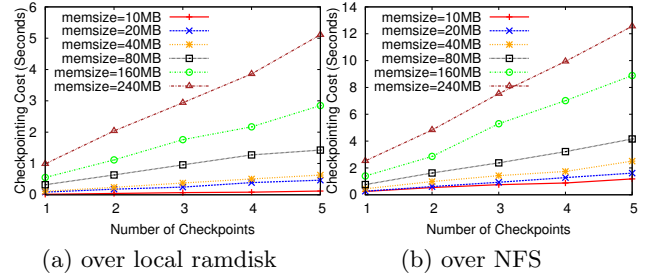 Checkpointing Cost (Seconds)
6
5
4
3
2
1
0
memsize=10MB
memsize=20MB
memsize=40MB
memsize=80MB
memsize=160MB
memsize=240MB
1 2 3 4 5
Number of Checkpoints
(a) over local ramdisk
Checkpointing Cost (Seconds)
14
12
10
8
6
4
2
0
memsize=10MB
memsize=20MB
memsize=40MB
memsize=80MB
memsize=160MB
memsize=240MB
1 2 3 4 5
Number of Checkpoints
(b) over NFS